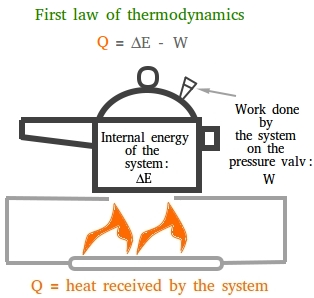 First law of thermodynamics
Q = ΔE - W
Work done
by
the system
on the
pressure valv :
W
Internal energy
of the
system:
ΔE
Q = heat received by the system